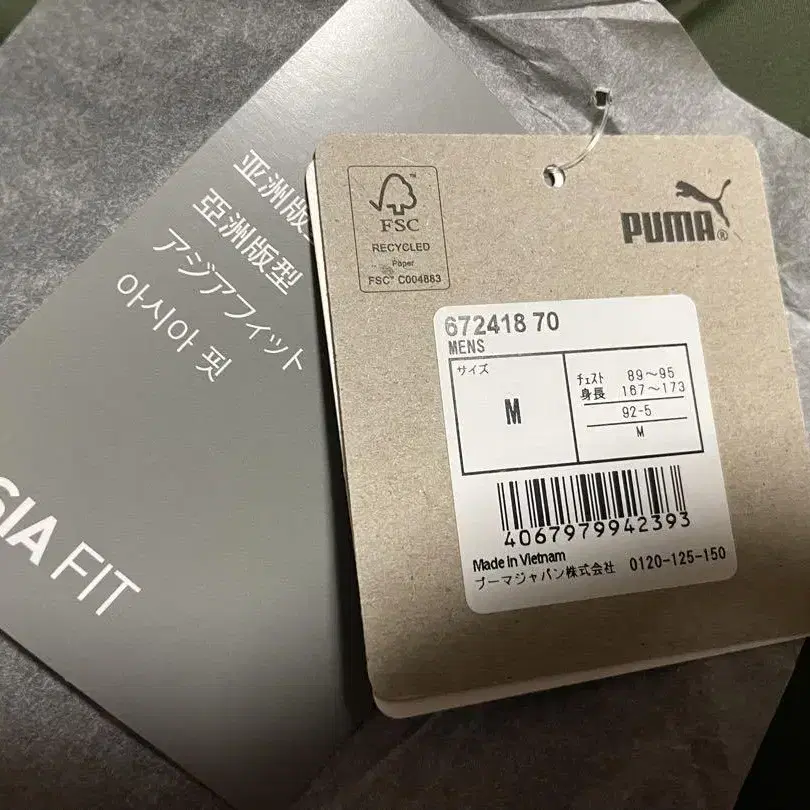 亚洲版
亞洲版型
アジアフィット
아시아 핏
SIA FIT
FSC
RECYCLED
Paper
FSC® C004883
PUMA®
672418 70
MENS
サイズ
M
チェスト 89～95
身長 167～173
92-5
M
4067979942393
Made in Vietnam
プーマジャパン株式会社 0120-125-150